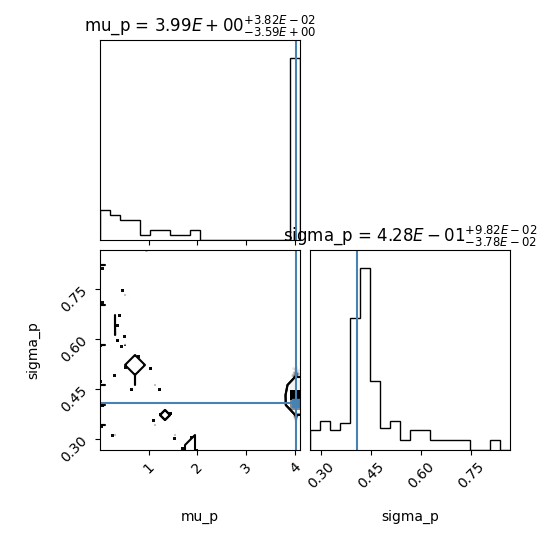 mu_p = 3.99E + 00 +3.82E − 02 −3.59E + 00
sigma_p = 4.28E − 01 +9.82E − 02 −3.78E − 02
sigma_p
0.75
0.60
0.45
0.30
1 2 3 4
0.30 0.45 0.60 0.75
mu_p
sigma_p